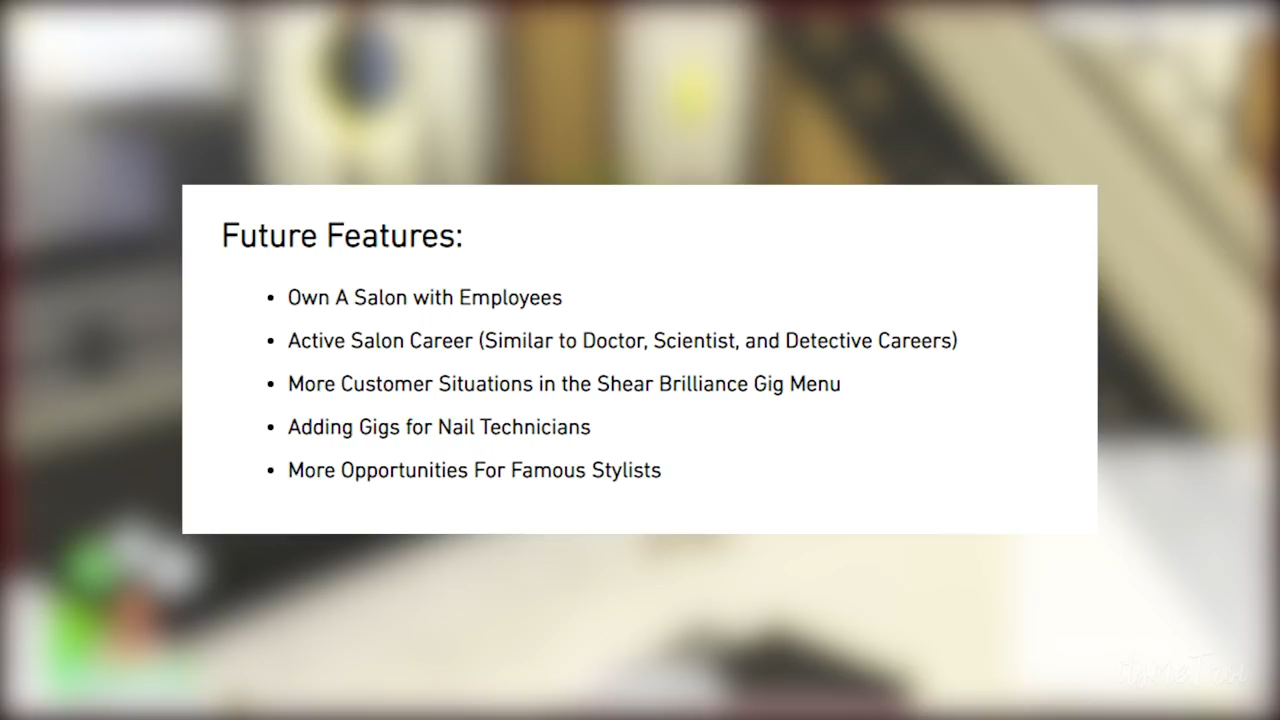 Future Features:
• Own A Salon with Employees
• Active Salon Career (Similar to Doctor, Scientist, and Detective Careers)
• More Customer Situations in the Shear Brilliance Gig Menu
• Adding Gigs for Nail Technicians
• More Opportunities For Famous Stylists